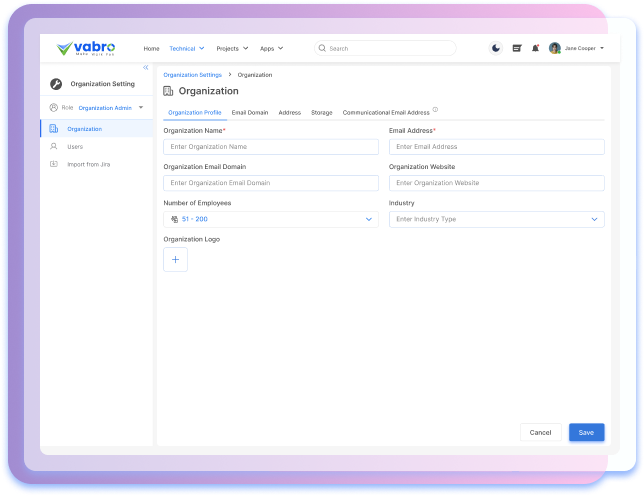 vabro
Make Work Fun
Home Technical Projects Apps Search Jane Cooper
Organization Setting
Role Organization Admin
Organization
Users
Import from Jira
Organization Settings > Organization
Organization
Organization Profile Email Domain Address Storage Communicational Email Address
Organization Name* Email Address*
Enter Organization Name Enter Email Address
Organization Email Domain Organization Website
Enter Organization Email Domain Enter Organization Website
Number of Employees Industry
51 - 200 Enter Industry Type
Organization Logo
+
Cancel Save